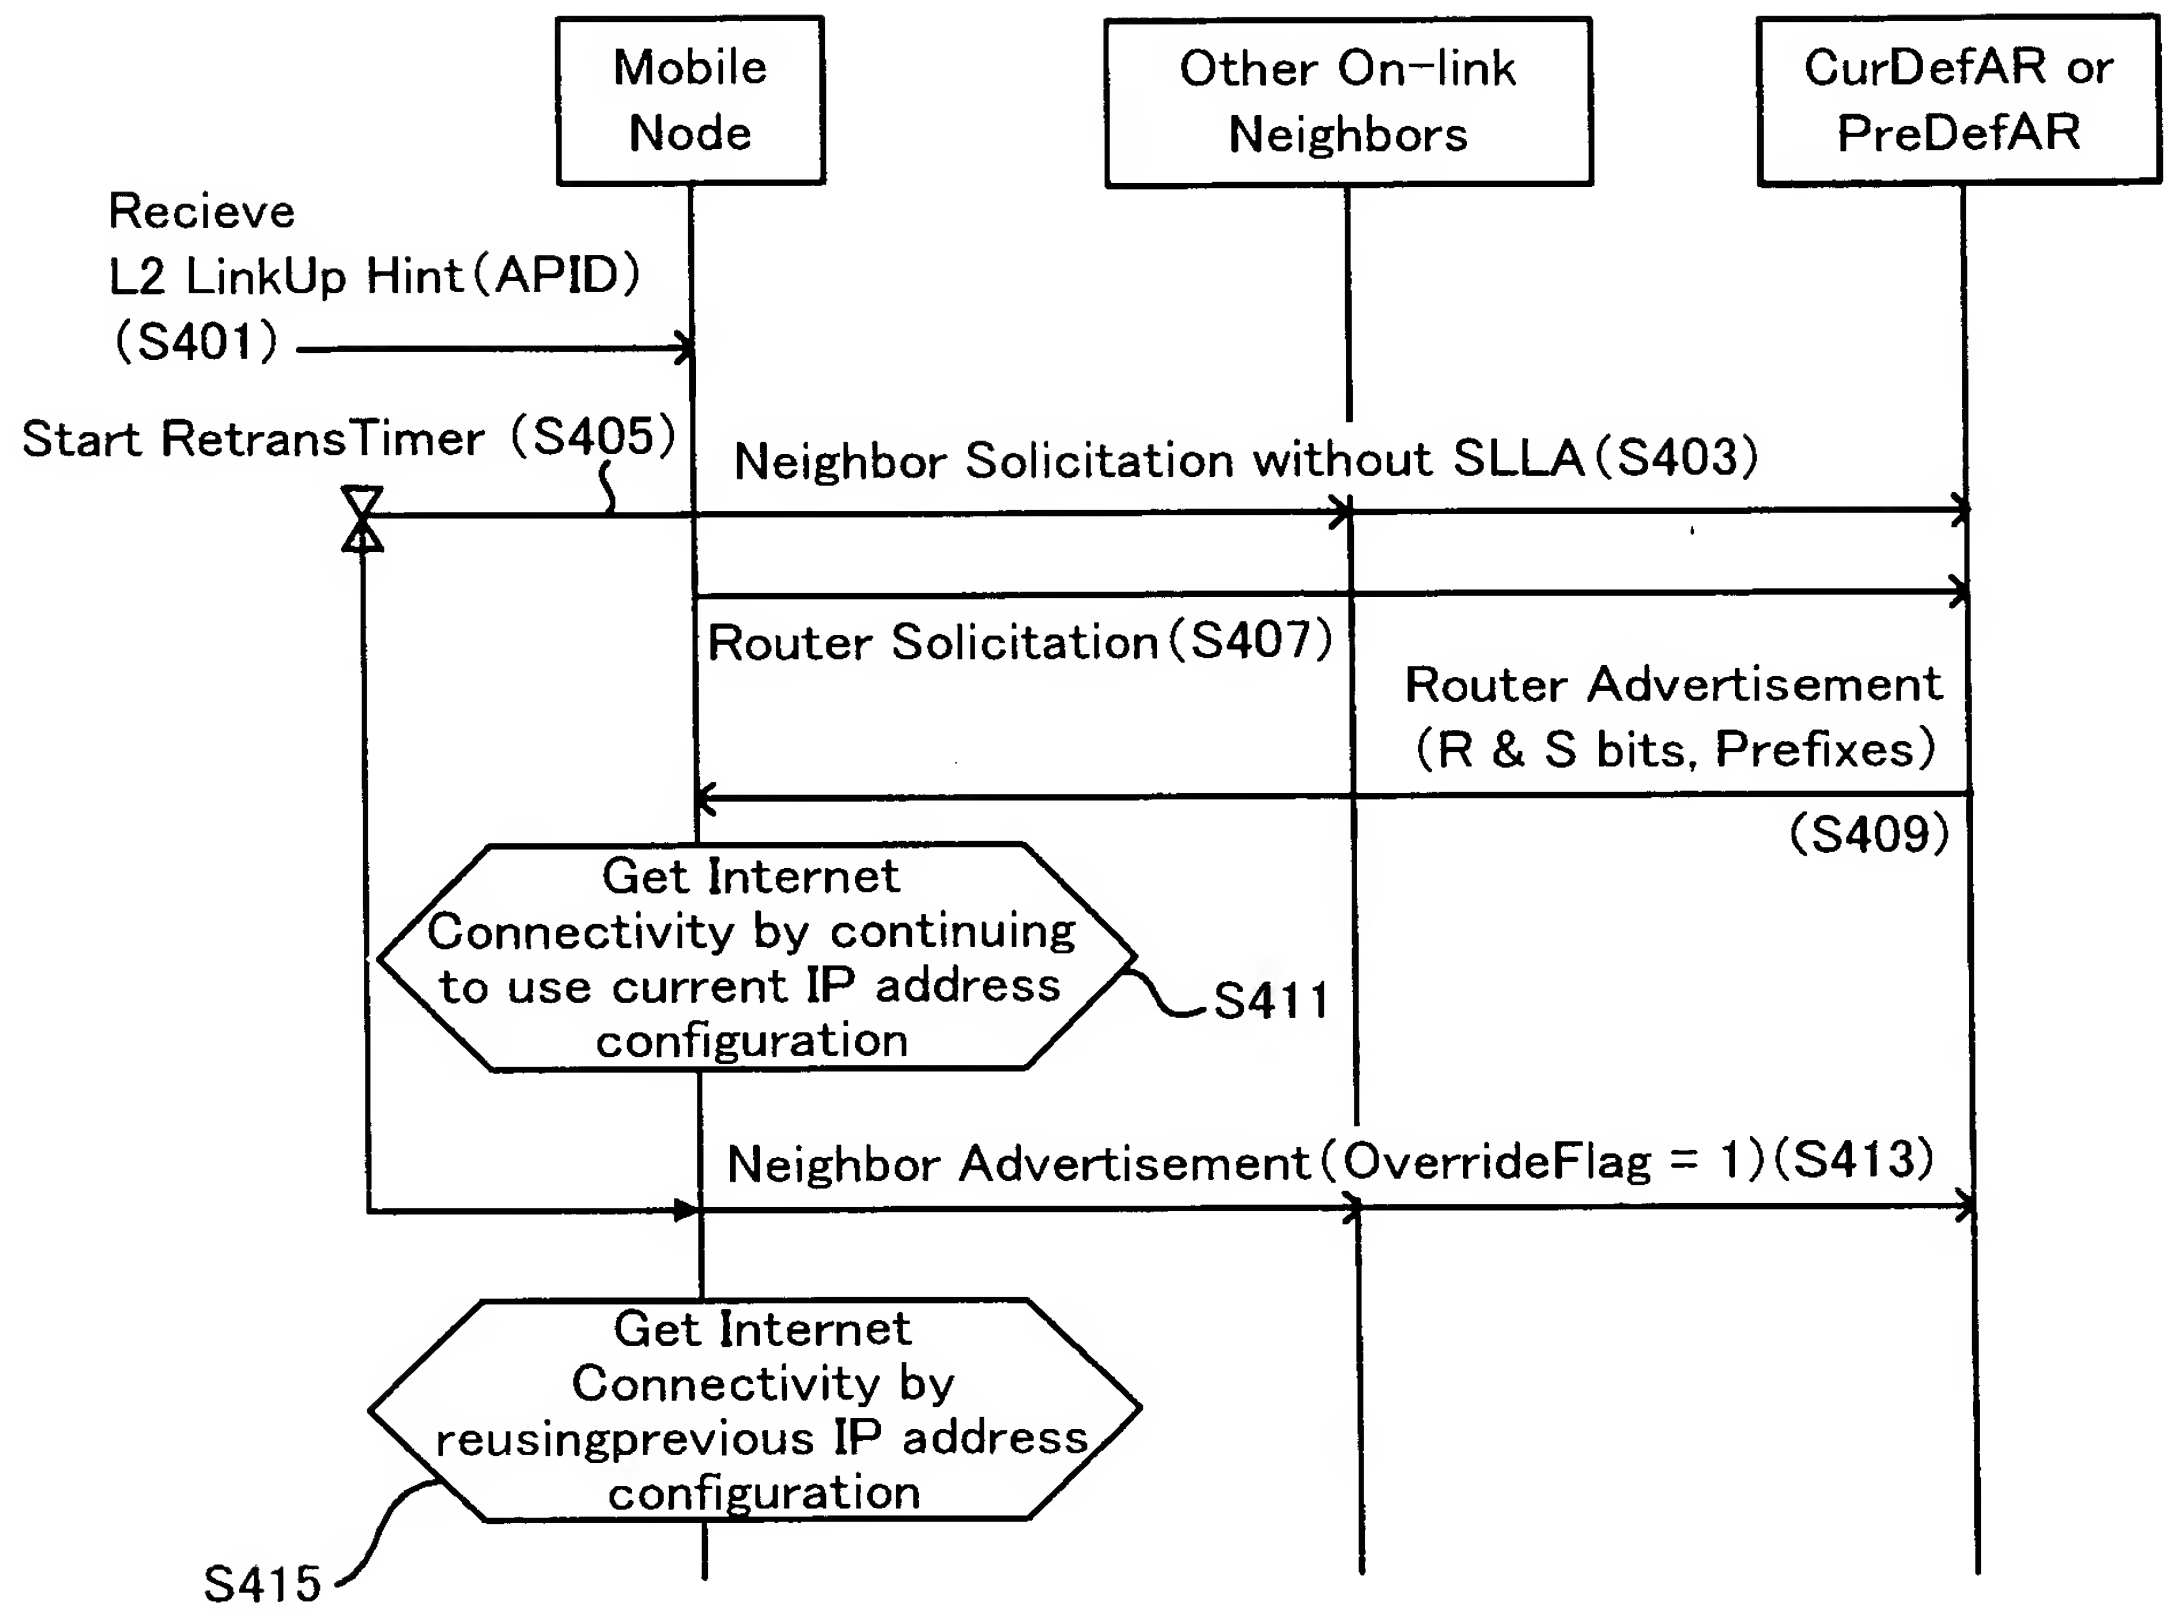 Mobile
Node
Other On-link
Neighbors
CurDefAR or
PreDefAR
Recieve
L2 LinkUp Hint(APID)
(S401)
Start RetransTimer (S405)
Neighbor Solicitation without SLLA(S403)
Router Solicitation(S407)
Router Advertisement
(R & S bits, Prefixes)
(S409)
Get Internet
Connectivity by continuing
to use current IP address
configuration
S411
Neighbor Advertisement(OverrideFlag = 1)(S413)
Get Internet
Connectivity by
reusingprevious IP address
configuration
S415